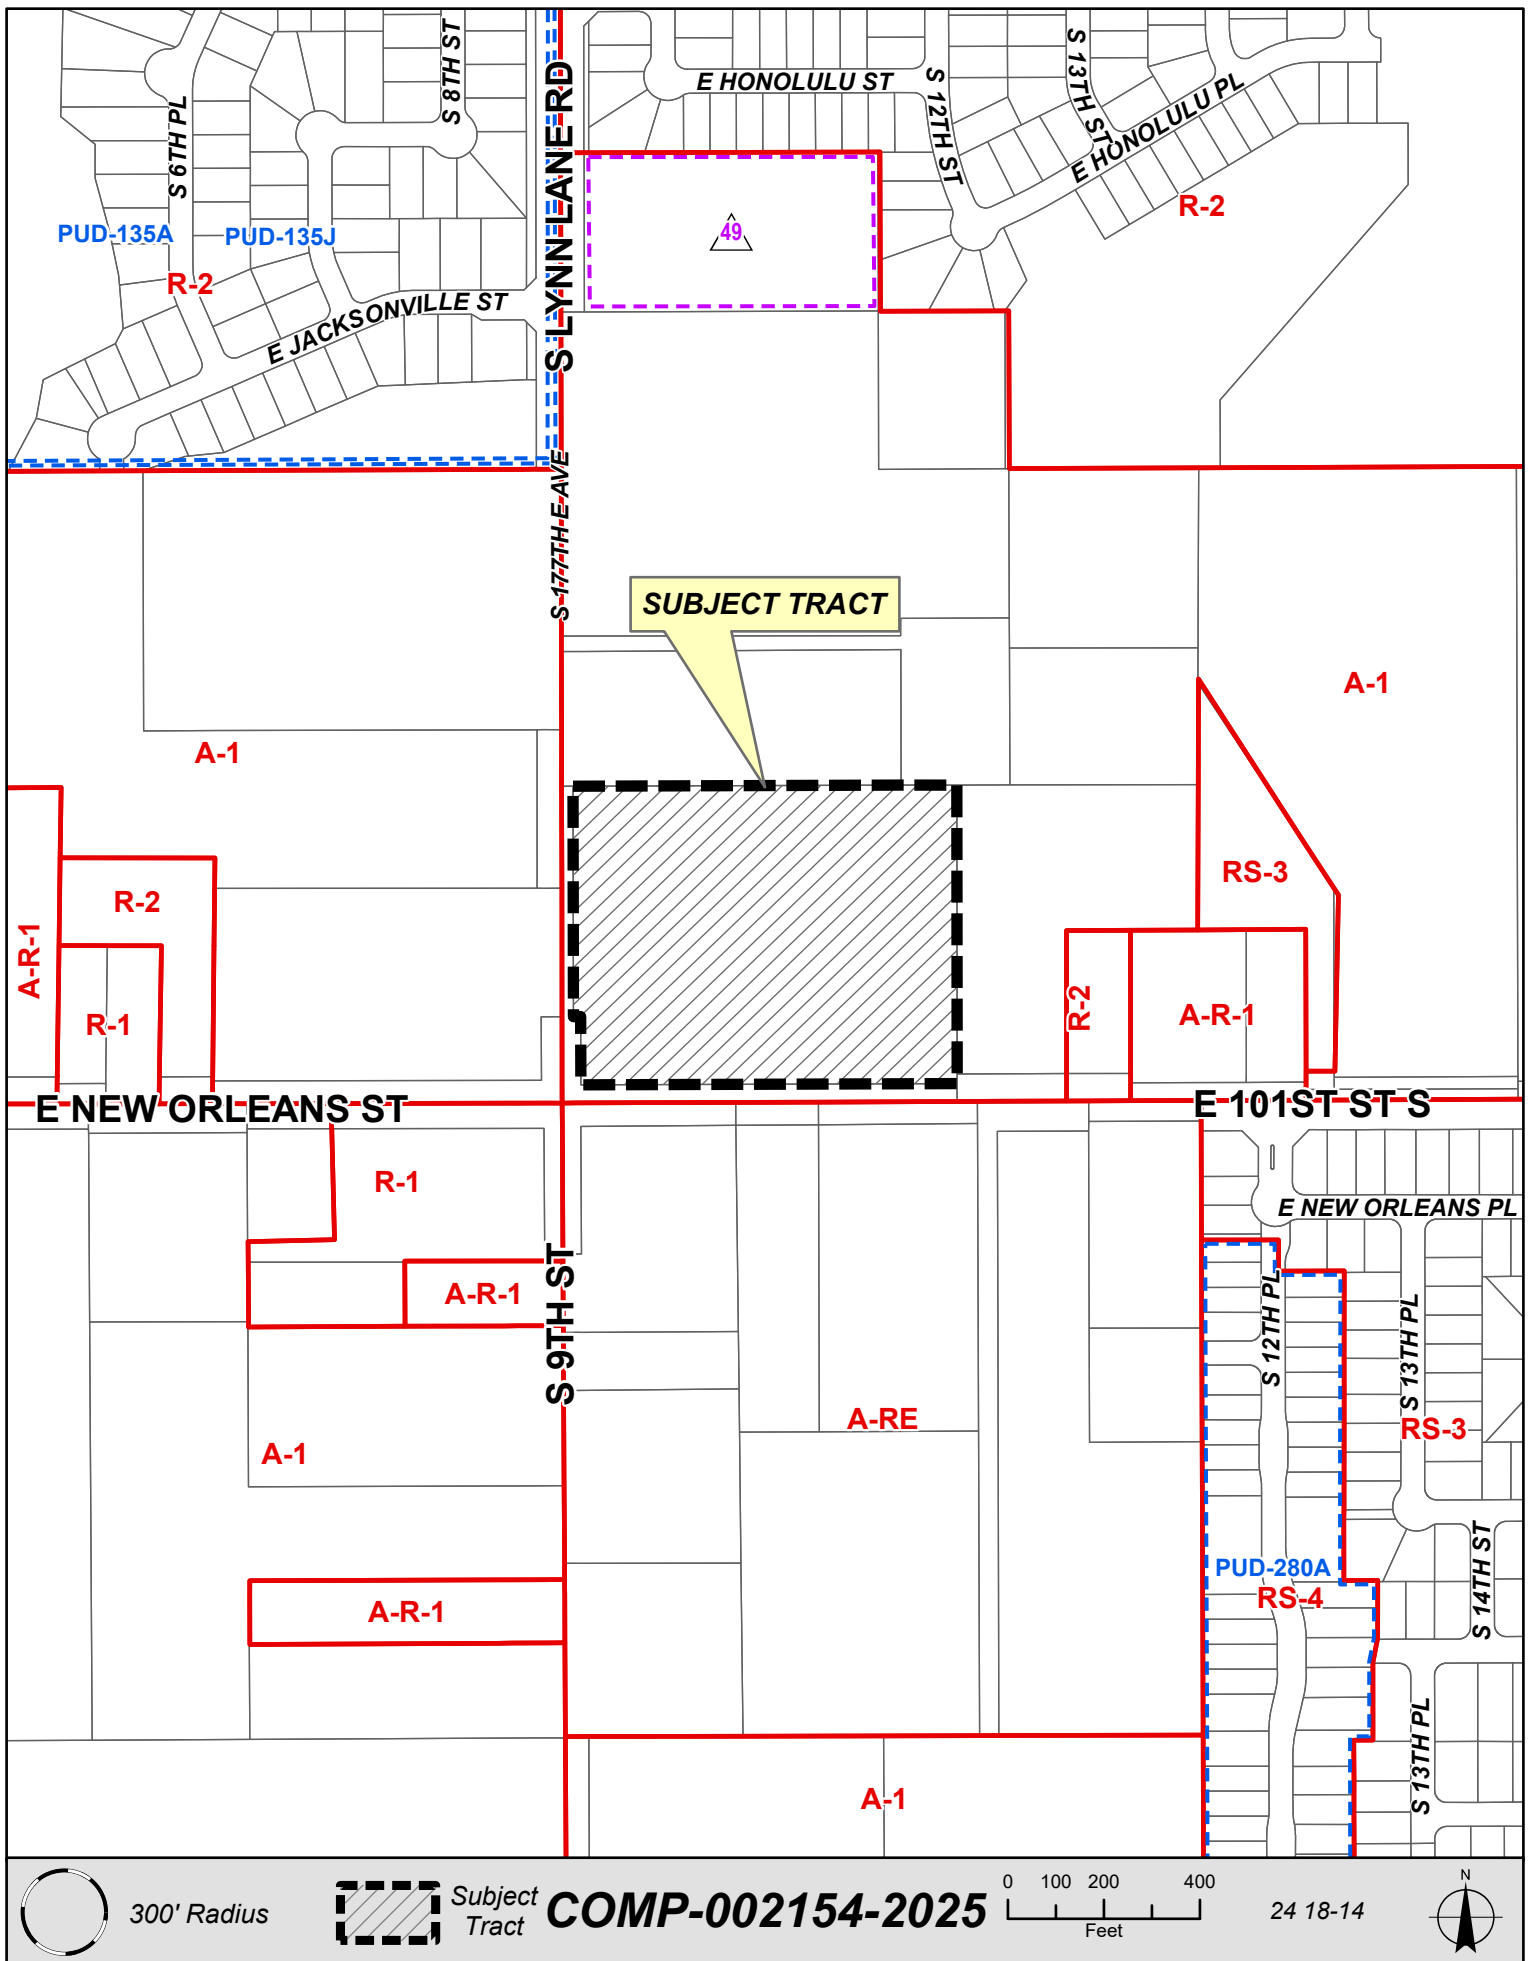 S 8TH ST
S 6TH PL
S LYNN LANE RD
E HONOLULU ST
S 12TH ST
S 13TH ST
E HONOLULU PL
R-2
49
PUD-135A
PUD-135J
R-2
E JACKSONVILLE ST
S 177TH E AVE
SUBJECT TRACT
A-1
A-1
RS-3
R-2
A-R-1
R-1
R-2
A-R-1
E NEW ORLEANS ST
E 101ST ST S
R-1
E NEW ORLEANS PL
A-R-1
S 9TH ST
S 12TH PL
S 13TH PL
A-RE
RS-3
A-1
PUD-280A
RS-4
S 14TH ST
A-R-1
S 13TH PL
A-1
300' Radius
Subject
Tract
COMP-002154-2025
0 100 200 400
Feet
24 18-14
N